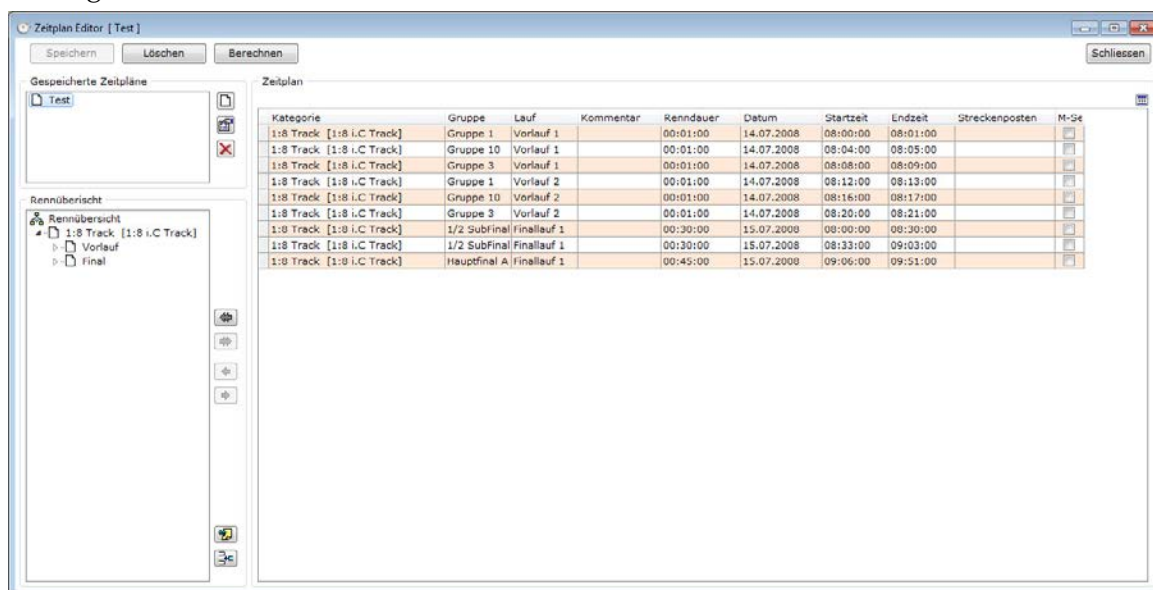 Zeitplan Editor [ Test ]
Speichern Löschen Berechnen Schliessen
Gespeicherte Zeitpläne
Test
Rennüberischt
Rennübersicht
1:8 Track [1:8 i.C Track]
Vorlauf
Final
Zeitplan
Kategorie Gruppe Lauf Kommentar Renndauer Datum Startzeit Endzeit Streckenposten M-Se
1:8 Track [1:8 i.C Track] Gruppe 1 Vorlauf 1 00:01:00 14.07.2008 08:00:00 08:01:00
1:8 Track [1:8 i.C Track] Gruppe 10 Vorlauf 1 00:01:00 14.07.2008 08:04:00 08:05:00
1:8 Track [1:8 i.C Track] Gruppe 3 Vorlauf 1 00:01:00 14.07.2008 08:08:00 08:09:00
1:8 Track [1:8 i.C Track] Gruppe 1 Vorlauf 2 00:01:00 14.07.2008 08:12:00 08:13:00
1:8 Track [1:8 i.C Track] Gruppe 10 Vorlauf 2 00:01:00 14.07.2008 08:16:00 08:17:00
1:8 Track [1:8 i.C Track] Gruppe 3 Vorlauf 2 00:01:00 14.07.2008 08:20:00 08:21:00
1:8 Track [1:8 i.C Track] 1/2 SubFinal Finallauf 1 00:30:00 15.07.2008 08:00:00 08:30:00
1:8 Track [1:8 i.C Track] 1/2 SubFinal Finallauf 1 00:30:00 15.07.2008 08:33:00 09:03:00
1:8 Track [1:8 i.C Track] Hauptfinal A Finallauf 1 00:45:00 15.07.2008 09:06:00 09:51:00